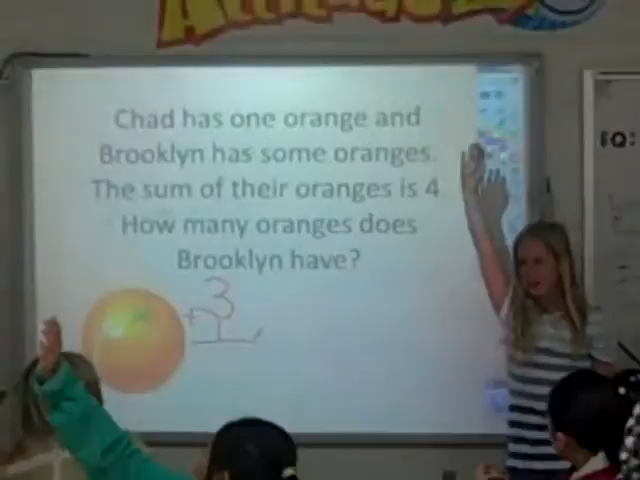 Attitude
Chad has one orange and
Brooklyn has some oranges.
The sum of their oranges is 4
How many oranges does
Brooklyn have?
3
+
EQ: